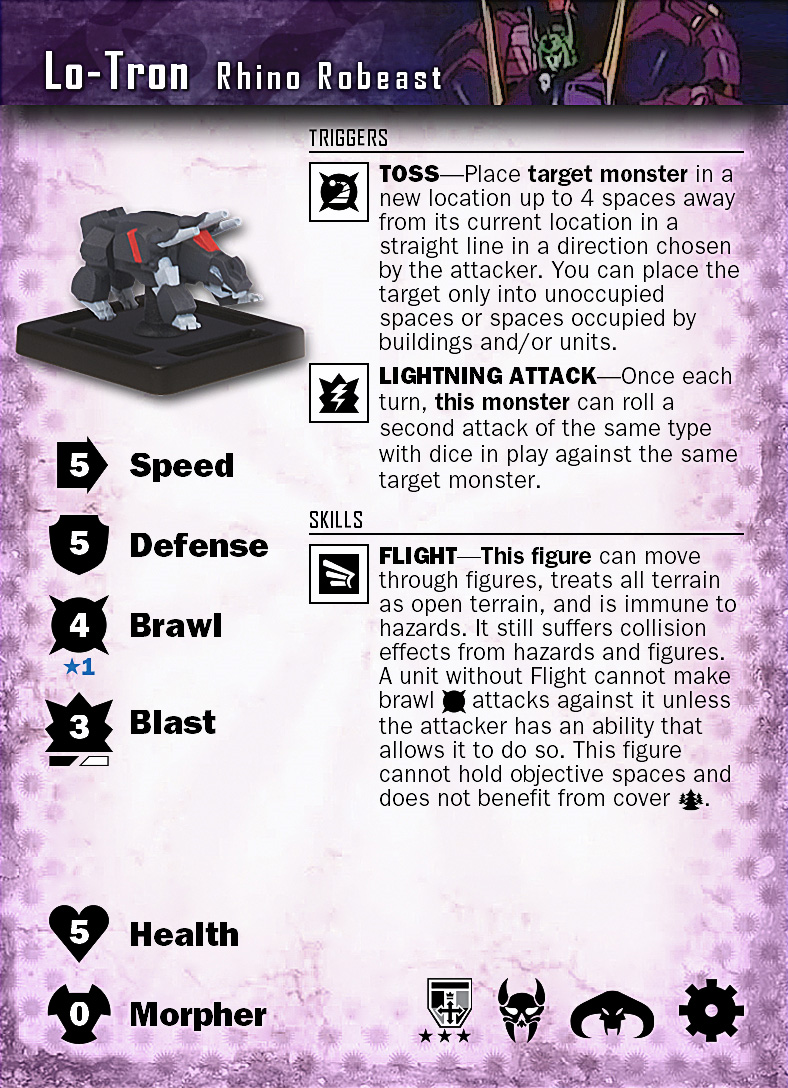 Lo-Tron Rhino Robeast
TRIGGERS
TOSS—Place target monster in a
new location up to 4 spaces away
from its current location in a
straight line in a direction chosen
by the attacker. You can place the
target only into unoccupied
spaces or spaces occupied by
buildings and/or units.
LIGHTNING ATTACK—Once each
turn, this monster can roll a
second attack of the same type
with dice in play against the same
target monster.
5 Speed
5 Defense
4 Brawl
★1
3 Blast
SKILLS
FLIGHT—This figure can move
through figures, treats all terrain
as open terrain, and is immune to
hazards. It still suffers collision
effects from hazards and figures.
A unit without Flight cannot make
brawl attacks against it unless
the attacker has an ability that
allows it to do so. This figure
cannot hold objective spaces and
does not benefit from cover .
5 Health
0 Morpher
★★★